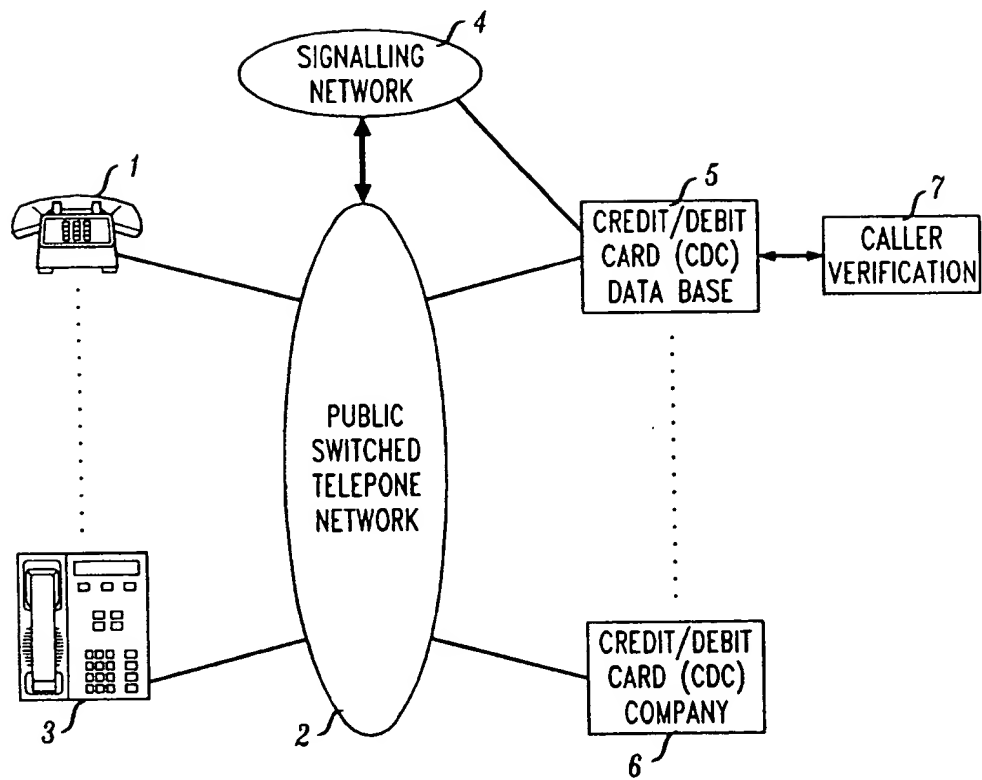 4
SIGNALLING
NETWORK
1
5
CREDIT/DEBIT
CARD (CDC)
DATA BASE
7
CALLER
VERIFICATION
PUBLIC
SWITCHED
TELEPONE
NETWORK
3
2
CREDIT/DEBIT
CARD (CDC)
COMPANY
6